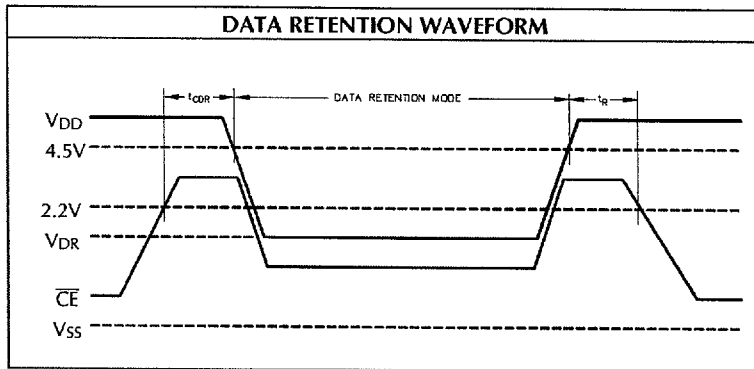 DATA RETENTION WAVEFORM
tCDR DATA RETENTION MODE tR
VDD
4.5V
2.2V
VDR
CE
VSS